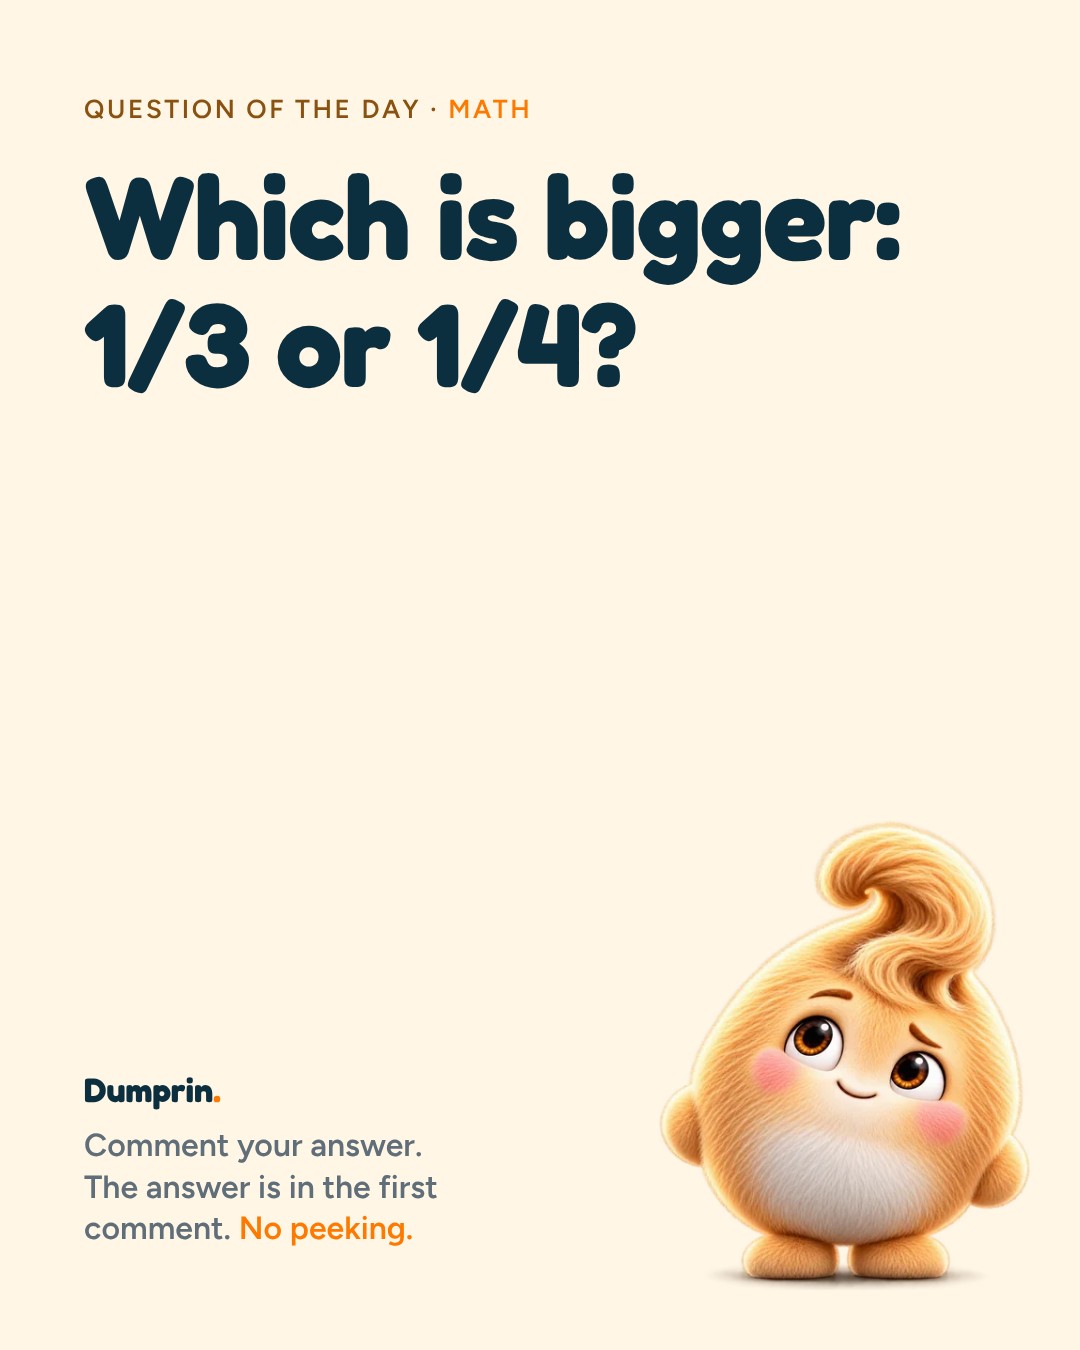 QUESTION OF THE DAY · MATH
Which is bigger:
1/3 or 1/4?
Dumprin.
Comment your answer.
The answer is in the first
comment. No peeking.